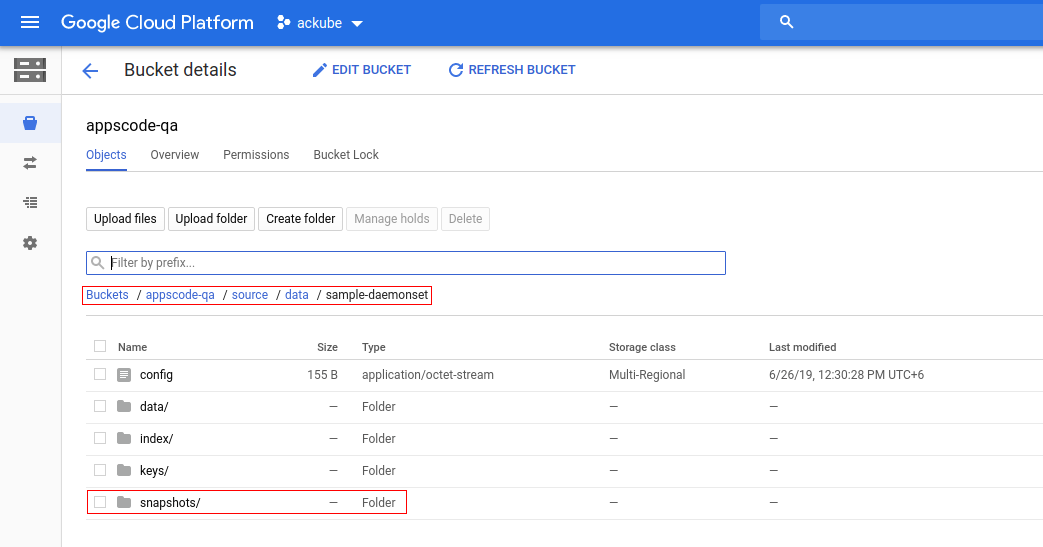 Google Cloud Platform ackube
Bucket details EDIT BUCKET REFRESH BUCKET
appscode-qa
Objects Overview Permissions Bucket Lock
Upload files Upload folder Create folder Manage holds Delete
Filter by prefix...
Buckets / appscode-qa / source / data / sample-daemonset
Name Size Type Storage class Last modified
config 155 B application/octet-stream Multi-Regional 6/26/19, 12:30:28 PM UTC+6
data/ — Folder — —
index/ — Folder — —
keys/ — Folder — —
snapshots/ — Folder — —